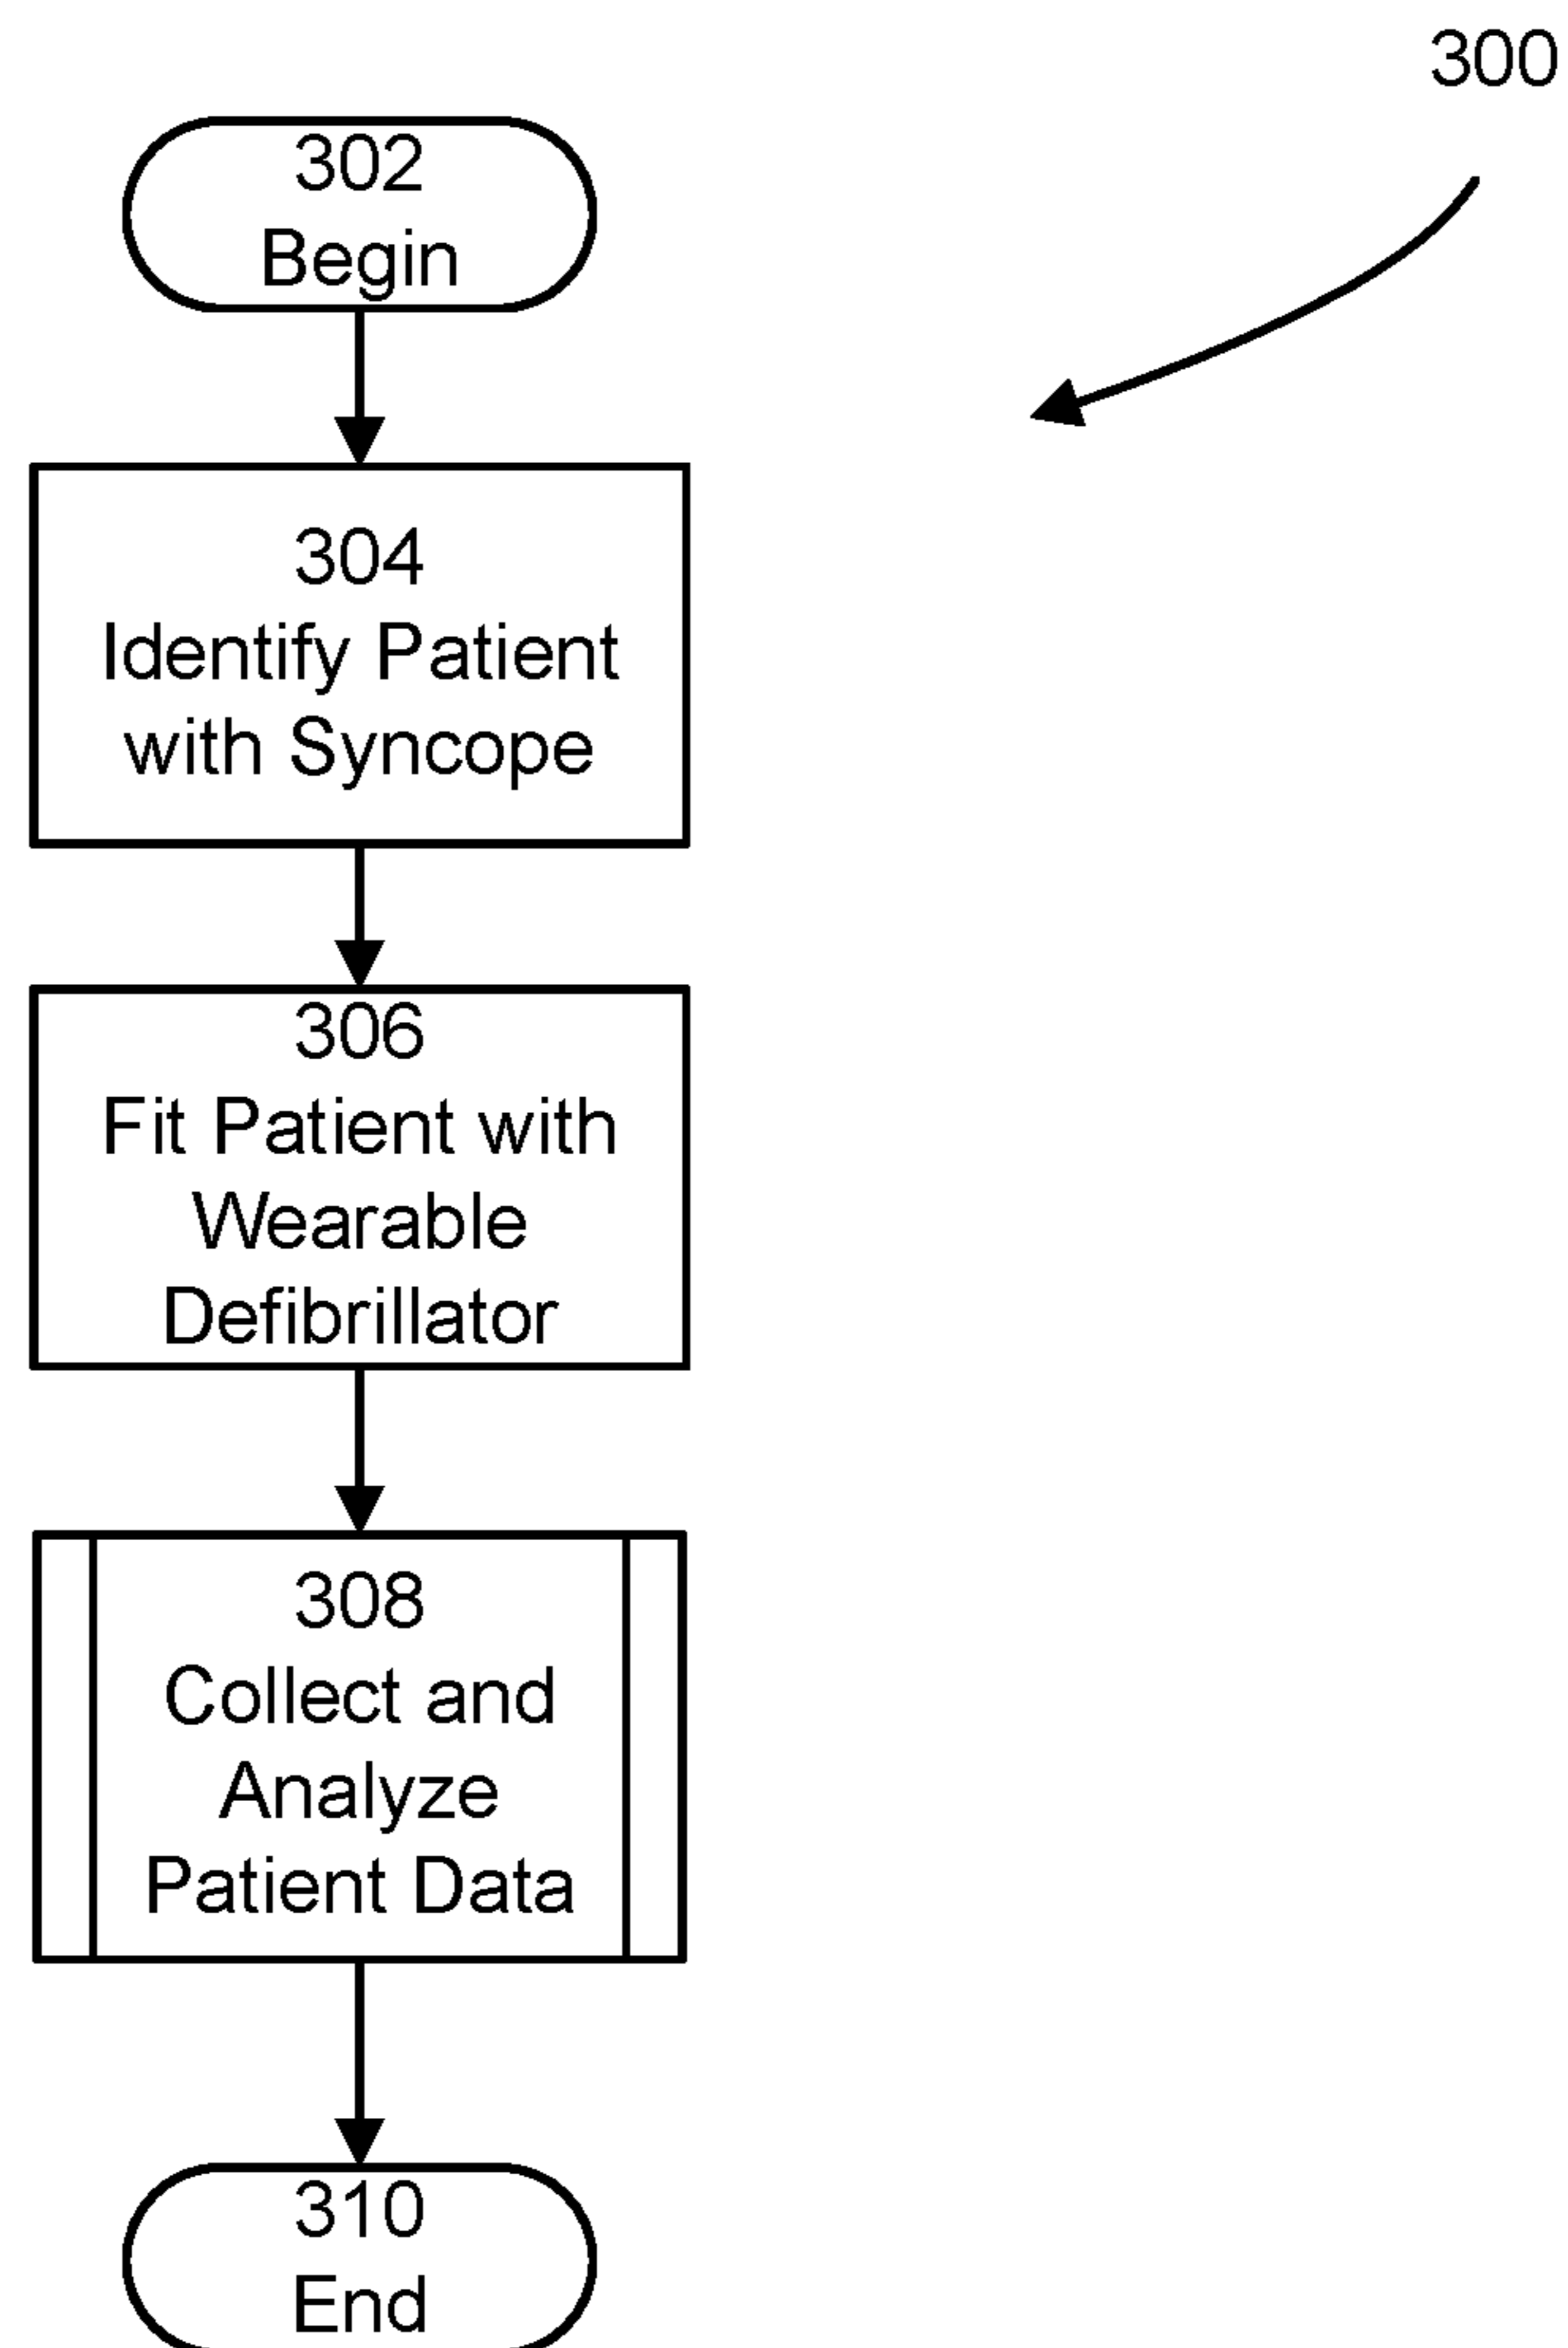 300
302
Begin
304
Identify Patient
with Syncope
306
Fit Patient with
Wearable
Defibrillator
308
Collect and
Analyze
Patient Data
310
End